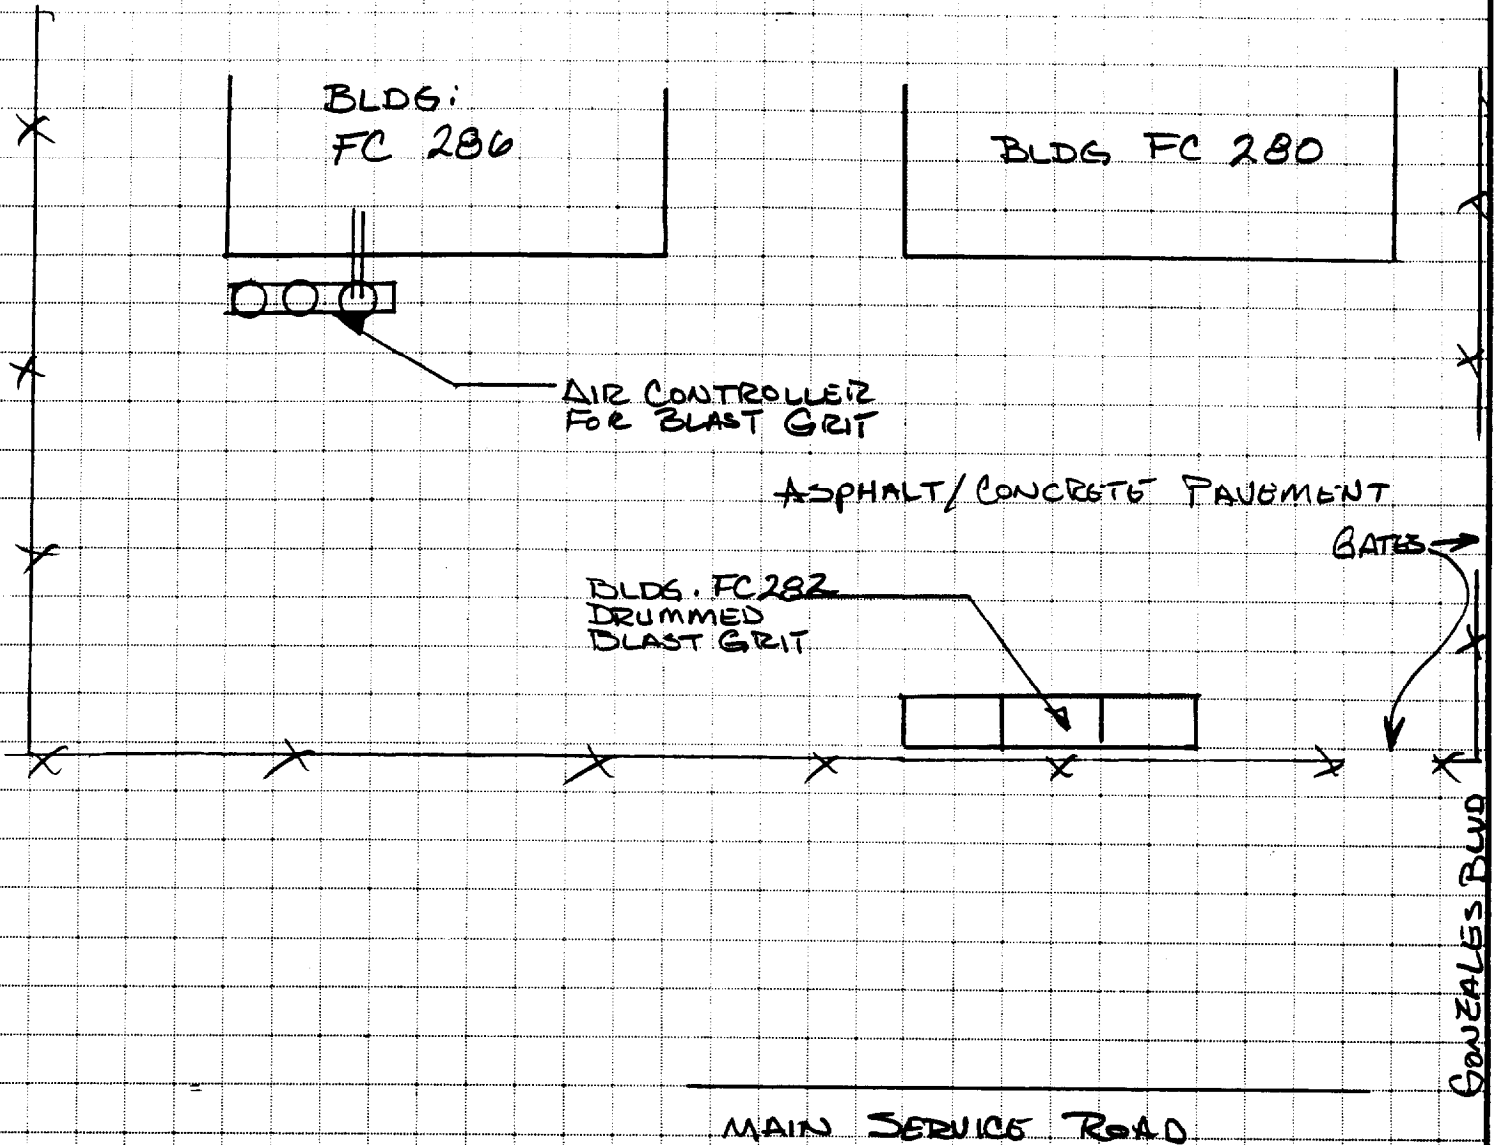 BLDG:
FC 286
BLDG FC 280
AIR CONTROLLER
FOR BLAST GRIT
ASPHALT/CONCRETE PAVEMENT
GATES
BLDG. FC282
DRUMMED
BLAST GRIT
GONZALES BLVD
MAIN SERVICE ROAD